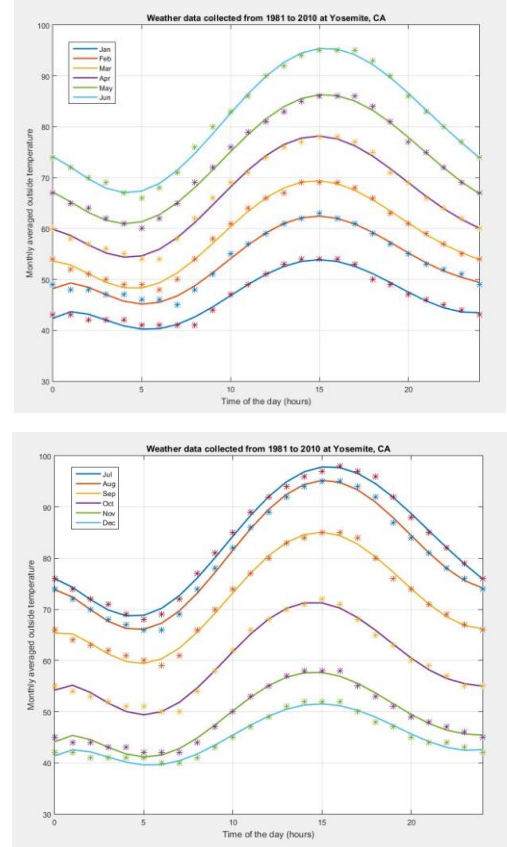 Weather data collected from 1981 to 2010 at Yosemite, CA
100
90
80
70
60
50
40
30
Monthly averaged outside temperature
Jan
Feb
Mar
Apr
May
Jun
0 5 10 15 20
Time of the day (hours)
Weather data collected from 1981 to 2010 at Yosemite, CA
100
90
80
70
60
50
40
30
Monthly averaged outside temperature
Jul
Aug
Sep
Oct
Nov
Dec
0 5 10 15 20
Time of the day (hours)